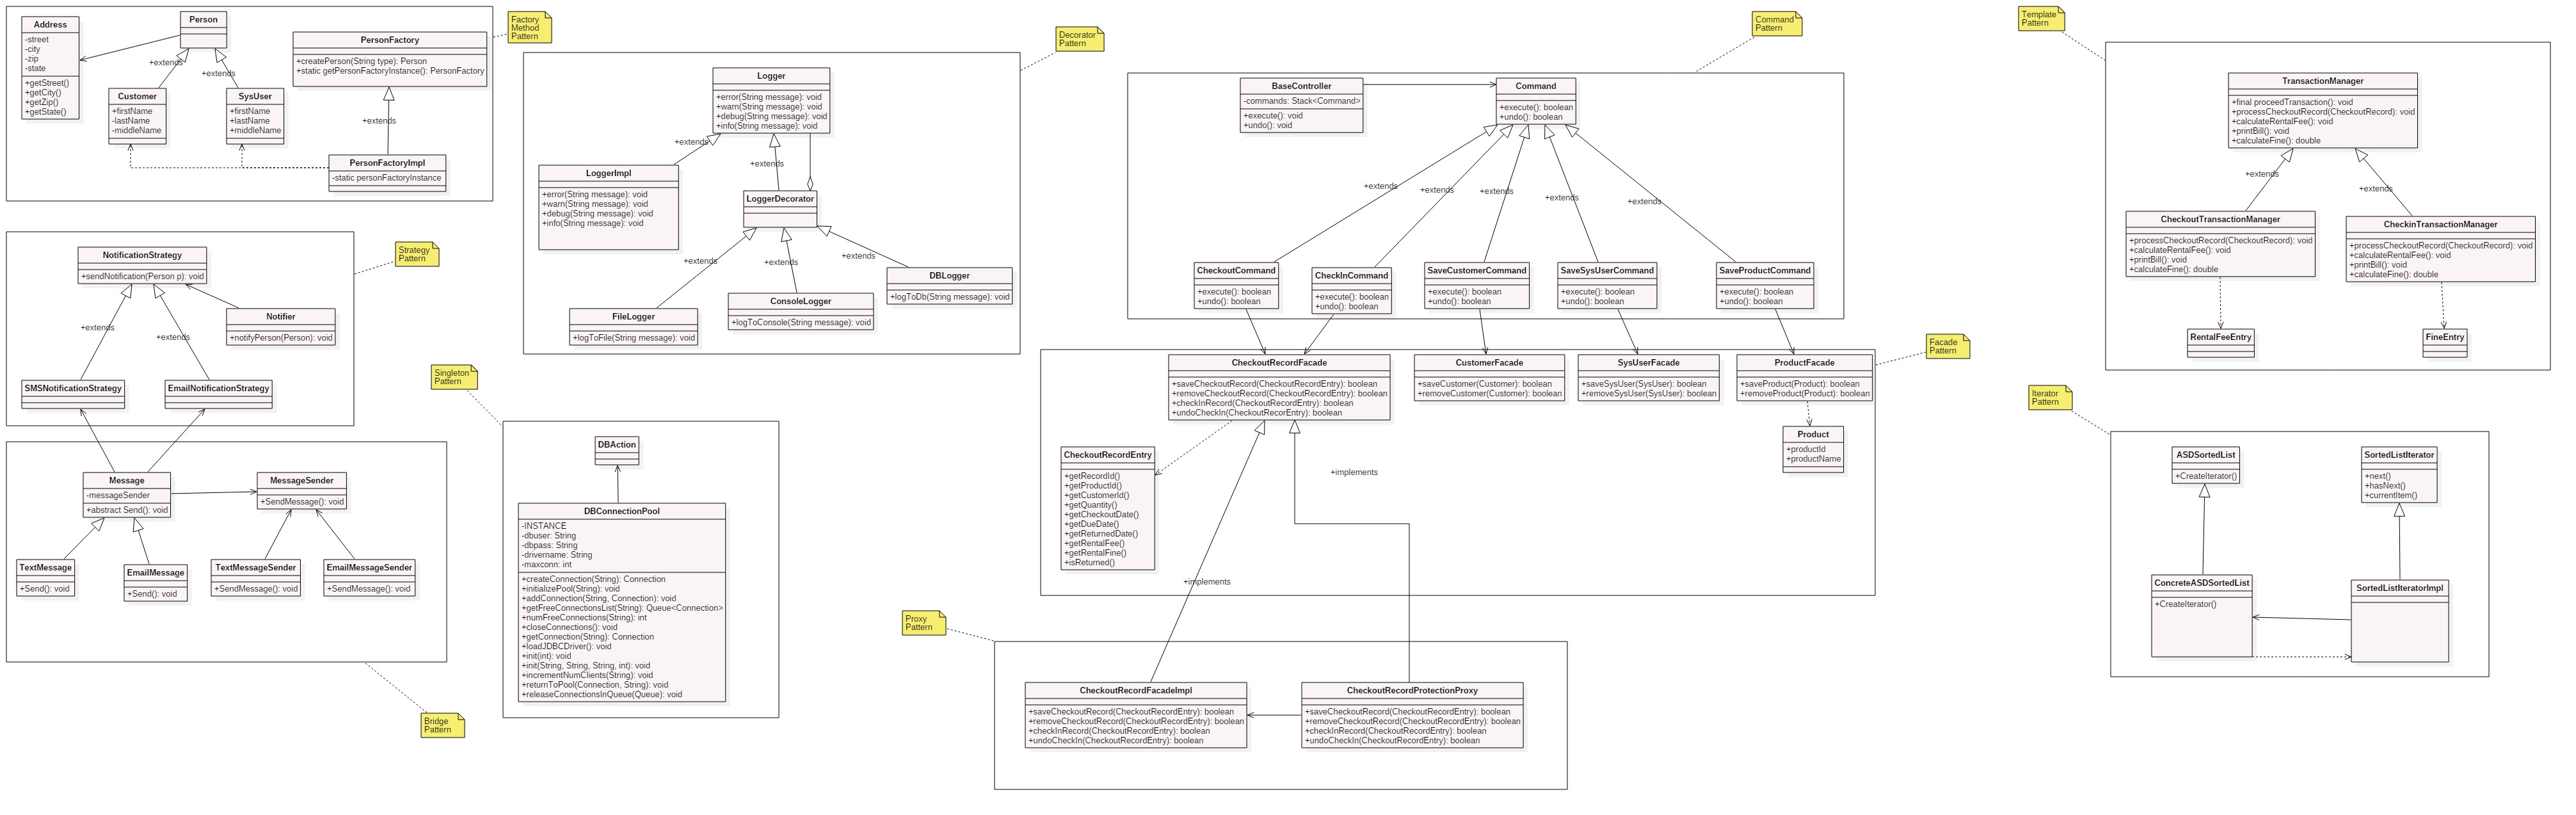 Address
-street
-city
-zip
-state
+getStreet()
+getCity()
+getZip()
+getState()
Person
+extends
+extends
Customer
+firstName
-lastName
-middleName
SysUser
+firstName
+lastName
+middleName
PersonFactory
+createPerson(String type): Person
+static getPersonFactoryInstance(): PersonFactory
+extends
PersonFactoryImpl
-static personFactoryInstance
Factory
Method
Pattern
NotificationStrategy
+sendNotification(Person p): void
+extends
+extends
Notifier
+notifyPerson(Person): void
SMSNotificationStrategy
EmailNotificationStrategy
Strategy
Pattern
Message
-messageSender
+abstract Send(): void
MessageSender
+SendMessage(): void
TextMessage
+Send(): void
EmailMessage
+Send(): void
TextMessageSender
+SendMessage(): void
EmailMessageSender
+SendMessage(): void
Bridge
Pattern
Decorator
Pattern
Logger
+error(String message): void
+warn(String message): void
+debug(String message): void
+info(String message): void
+extends
+extends
LoggerImpl
+error(String message): void
+warn(String message): void
+debug(String message): void
+info(String message): void
LoggerDecorator
+extends
+extends
+extends
FileLogger
+logToFile(String message): void
ConsoleLogger
+logToConsole(String message): void
DBLogger
+logToDb(String message): void
Singleton
Pattern
DBAction
DBConnectionPool
-INSTANCE
-dbuser: String
-dbpass: String
-drivername: String
-maxconn: int
+createConnection(String): Connection
+initializePool(String): void
+addConnection(String, Connection): void
+getFreeConnectionsList(String): Queue<Connection>
+numFreeConnections(String): int
+closeConnections(): void
+getConnection(String): Connection
+loadJDBCDriver(): void
+init(int): void
+init(String, String, String, int): void
+incrementNumClients(String): void
+returnToPool(Connection, String): void
+releaseConnectionsInQueue(Queue): void
Command
Pattern
BaseController
-commands: Stack<Command>
+execute(): void
+undo(): void
Command
+execute(): boolean
+undo(): boolean
+extends
+extends
+extends
+extends
+extends
CheckoutCommand
+execute(): boolean
+undo(): boolean
CheckInCommand
+execute(): boolean
+undo(): boolean
SaveCustomerCommand
+execute(): boolean
+undo(): boolean
SaveSysUserCommand
+execute(): boolean
+undo(): boolean
SaveProductCommand
+execute(): boolean
+undo(): boolean
Facade
Pattern
CheckoutRecordFacade
+saveCheckoutRecord(CheckoutRecordEntry): boolean
+removeCheckoutRecord(CheckoutRecordEntry): boolean
+checkInRecord(CheckoutRecordEntry): boolean
+undoCheckIn(CheckoutRecorEntry): boolean
CustomerFacade
+saveCustomer(Customer): boolean
+removeCustomer(Customer): boolean
SysUserFacade
+saveSysUser(SysUser): boolean
+removeSysUser(SysUser): boolean
ProductFacade
+saveProduct(Product): boolean
+removeProduct(Product): boolean
Product
+productId
+productName
CheckoutRecordEntry
+getRecordId()
+getProductId()
+getCustomerId()
+getQuantity()
+getCheckoutDate()
+getDueDate()
+getReturnedDate()
+getRentalFee()
+getRentalFine()
+isReturned()
+implements
+implements
Proxy
Pattern
CheckoutRecordFacadeImpl
+saveCheckoutRecord(CheckoutRecordEntry): boolean
+removeCheckoutRecord(CheckoutRecordEntry): boolean
+checkInRecord(CheckoutRecordEntry): boolean
+undoCheckIn(CheckoutRecordEntry): boolean
CheckoutRecordProtectionProxy
+saveCheckoutRecord(CheckoutRecordEntry): boolean
+removeCheckoutRecord(CheckoutRecordEntry): boolean
+checkInRecord(CheckoutRecordEntry): boolean
+undoCheckIn(CheckoutRecordEntry): boolean
Template
Pattern
TransactionManager
+final proceedTransaction(): void
+processCheckoutRecord(CheckoutRecord): void
+calculateRentalFee(): void
+printBill(): void
+calculateFine(): double
+extends
+extends
CheckoutTransactionManager
+processCheckoutRecord(CheckoutRecord): void
+calculateRentalFee(): void
+printBill(): void
+calculateFine(): double
CheckinTransactionManager
+processCheckoutRecord(CheckoutRecord): void
+calculateRentalFee(): void
+printBill(): void
+calculateFine(): double
RentalFeeEntry
FineEntry
Iterator
Pattern
ASDSortedList
+CreateIterator()
SortedListIterator
+next()
+hasNext()
+currentItem()
ConcreteASDSortedList
+CreateIterator()
SortedListIteratorImpl